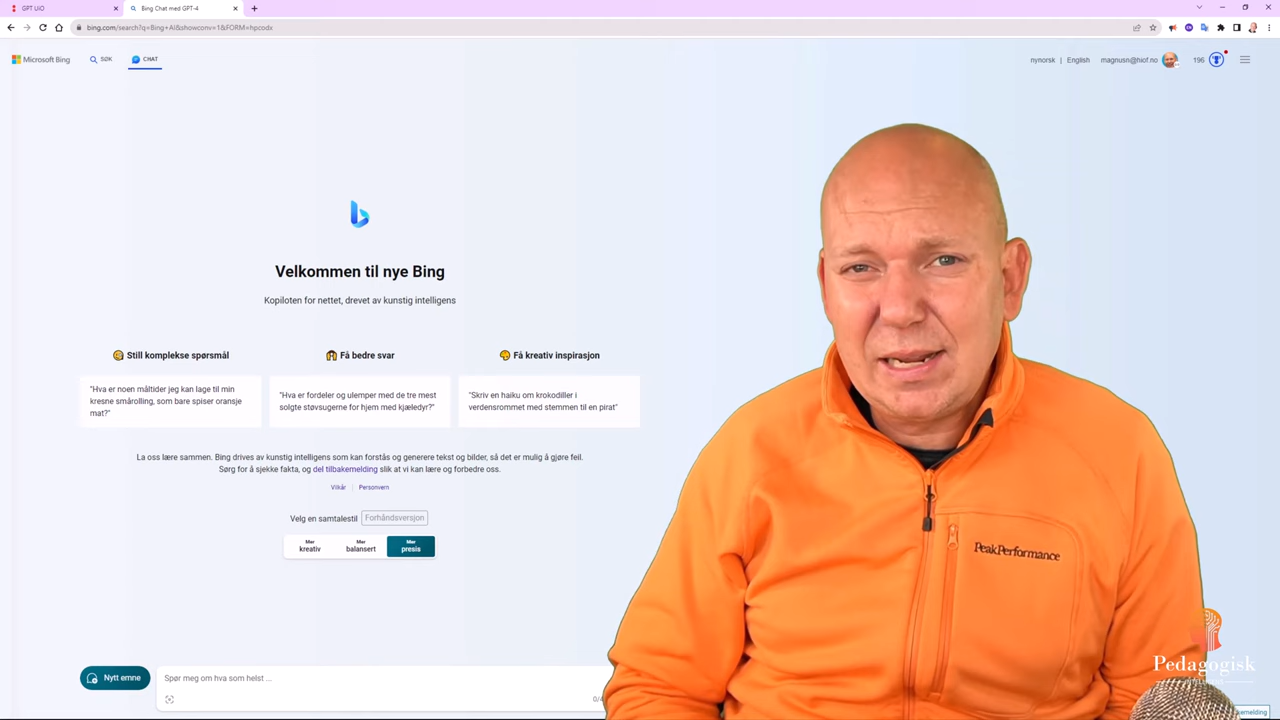 GPT UiO
Bing Chat med GPT-4
bing.com/search?q=Bing+AI&showconv=1&FORM=hpcodx
Microsoft Bing
SØK
CHAT
nynorsk | English
magnusn@hiof.no
196
Velkommen til nye Bing
Kopiloten for nettet, drevet av kunstig intelligens
Still komplekse spørsmål
Få bedre svar
Få kreativ inspirasjon
"Hva er noen måltider jeg kan lage til min
kresne smårolling, som bare spiser oransje
mat?"
"Hva er fordeler og ulemper med de tre mest
solgte støvsugerne for hjem med kjæledyr?"
"Skriv en haiku om krokodiller i
verdensrommet med stemmen til en pirat"
La oss lære sammen. Bing drives av kunstig intelligens som kan forstås og generere tekst og bilder, så det er mulig å gjøre feil.
Sørg for å sjekke fakta, og del tilbakemelding slik at vi kan lære og forbedre oss.
Vilkår | Personvern
Velg en samtalestil Forhåndsversjon
Mer
kreativ
Mer
balansert
Mer
presis
PeakPerformance
Nytt emne
Spør meg om hva som helst ...
Pedagogisk